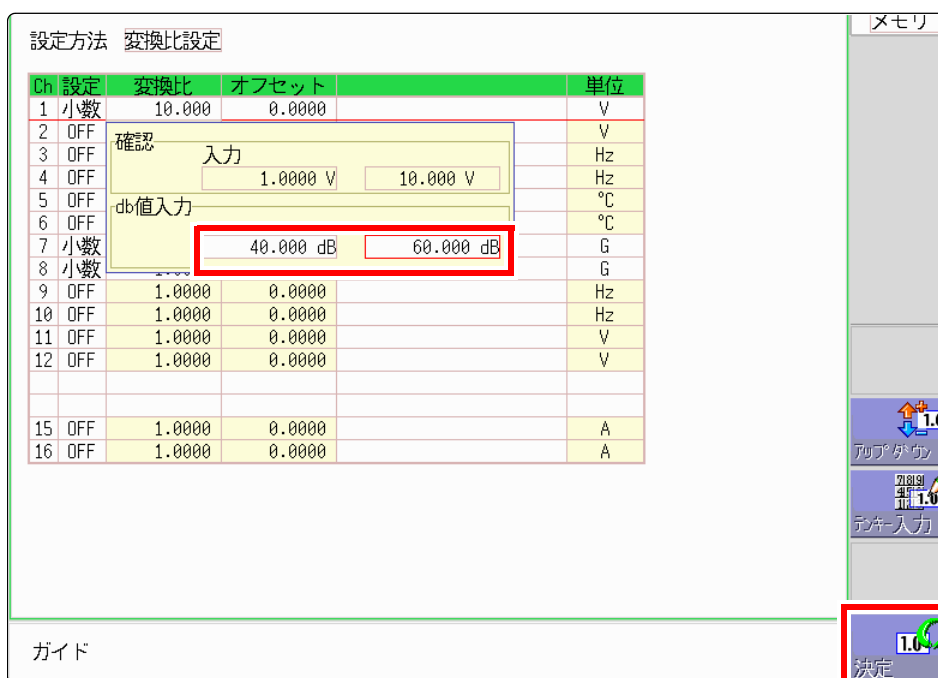 メモリ
設定方法 変換比設定
Ch 設定 変換比 オフセット 単位
1 小数 10.000 0.0000 V
2 OFF V
確認
3 OFF Hz
入力
4 OFF 1.0000 V 10.000 V Hz
5 OFF °C
db値入力
6 OFF °C
7 小数 40.000 dB 60.000 dB G
8 小数 G
9 OFF 1.0000 0.0000 Hz
10 OFF 1.0000 0.0000 Hz
11 OFF 1.0000 0.0000 V
12 OFF 1.0000 0.0000 V
15 OFF 1.0000 0.0000 A
16 OFF 1.0000 0.0000 A
アップダウン
テンキー入力
ガイド
1.0
決定